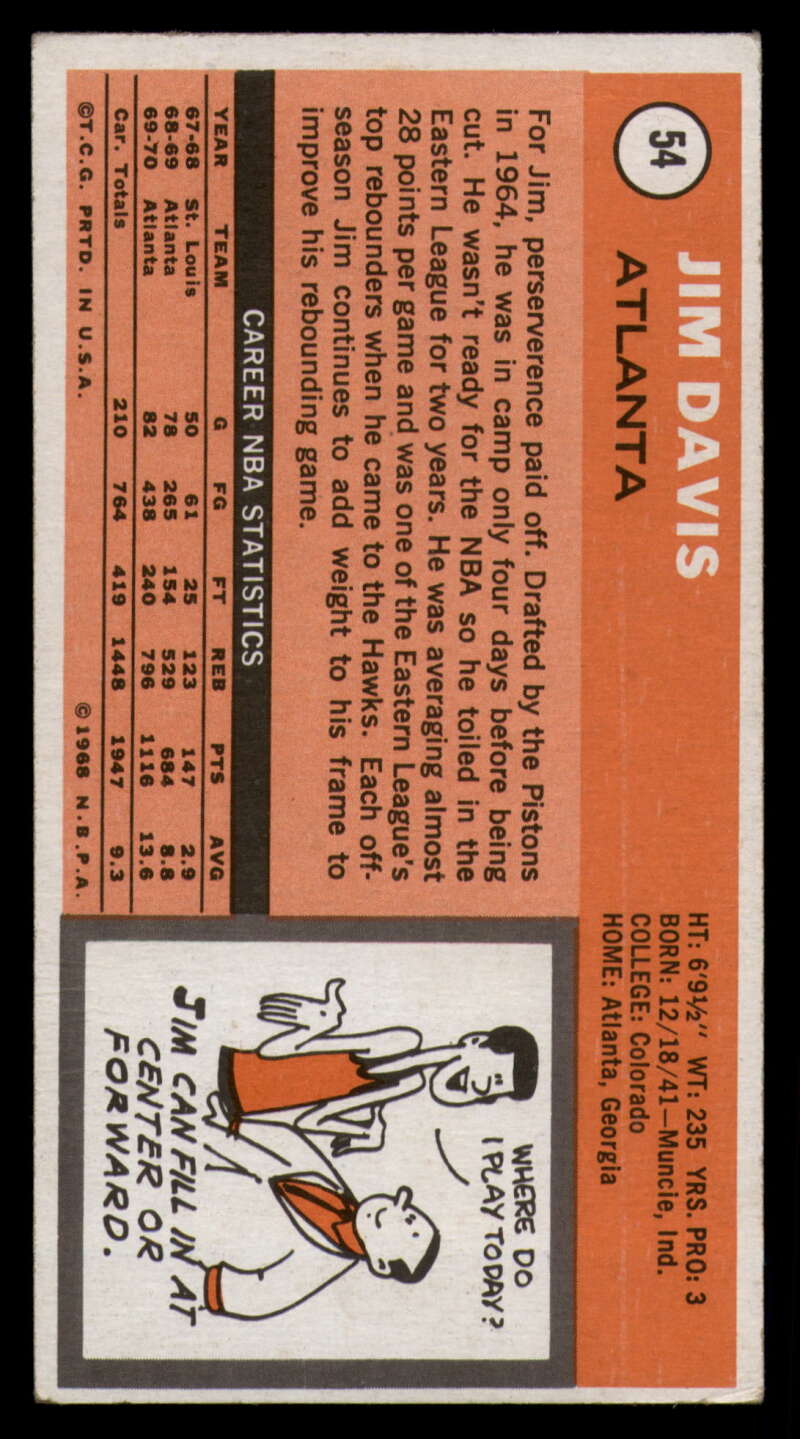 54
JIM DAVIS
ATLANTA
HT: 6'9½" WT: 235 YRS. PRO: 3
BORN: 12/18/41—Muncie, Ind.
COLLEGE: Colorado
HOME: Atlanta, Georgia
For Jim, perserverence paid off. Drafted by the Pistons
in 1964, he was in camp only four days before being
cut. He wasn't ready for the NBA so he toiled in the
Eastern League for two years. He was averaging almost
28 points per game and was one of the Eastern League's
top rebounders when he came to the Hawks. Each off-
season Jim continues to add weight to his frame to
improve his rebounding game.
CAREER NBA STATISTICS
YEAR TEAM G FG FT REB PTS AVG
67-68 St. Louis 50 61 25 123 147 2.9
68-69 Atlanta 78 265 154 529 684 8.8
69-70 Atlanta 82 438 240 796 1116 13.6
Car. Totals 210 764 419 1448 1947 9.3
©T.C.G. PRTD. IN U.S.A. ©1968 N.B.P.A.
WHERE DO
I PLAY TODAY?
JIM CAN FILL IN AT
CENTER OR
FORWARD.